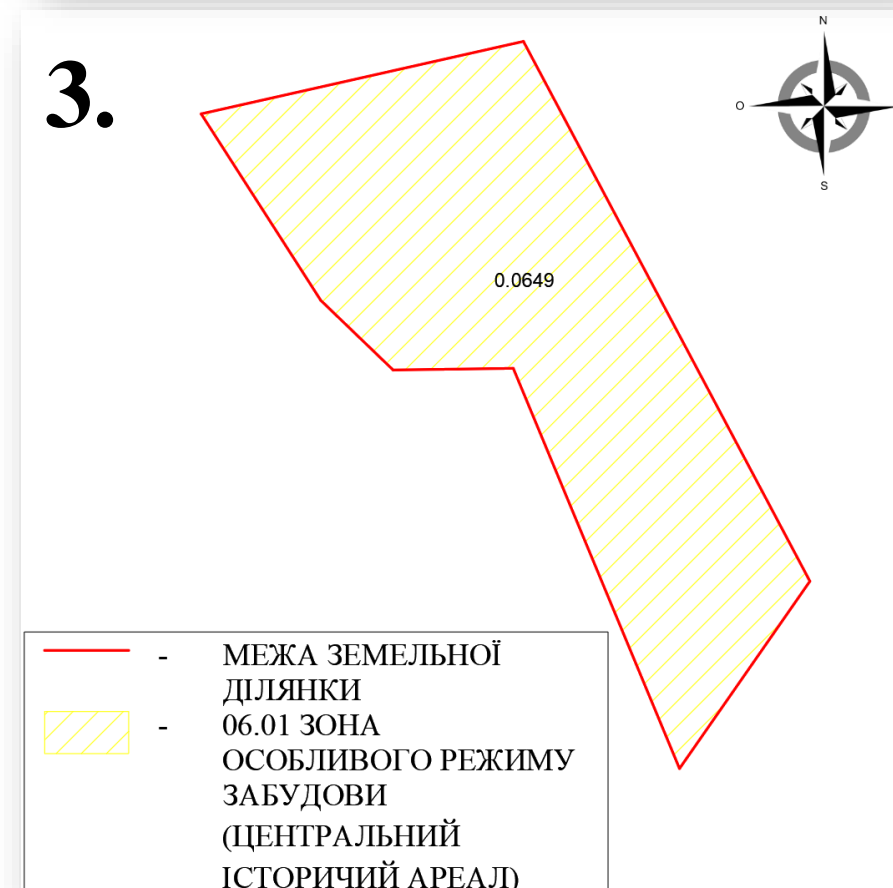 3.
N
O
S
0.0649
- МЕЖА ЗЕМЕЛЬНОЇ
ДІЛЯНКИ
- 06.01 ЗОНА
ОСОБЛИВОГО РЕЖИМУ
ЗАБУДОВИ
(ЦЕНТРАЛЬНИЙ
ІСТОРИЧИЙ АРЕАЛ)